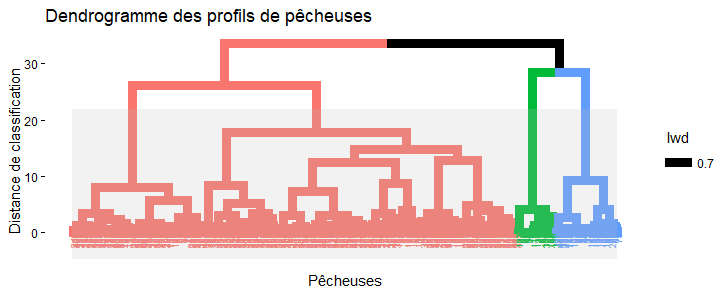 Dendrogramme des profils de pêcheuses
Distance de classification
30
20
10
0
Pêcheuses
lwd
0.7